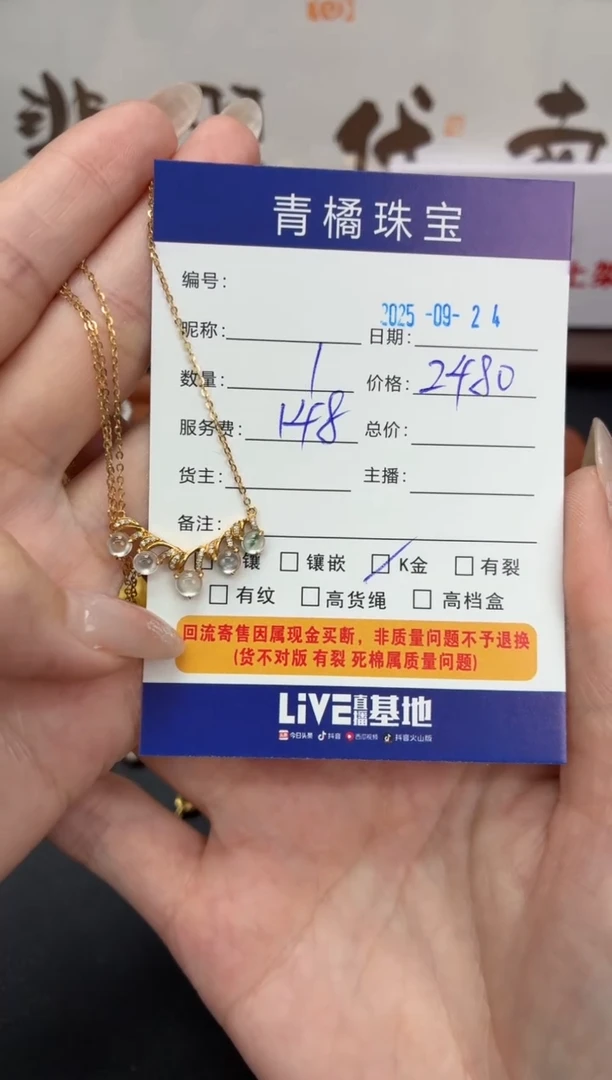 青橘珠宝
编号:
昵称: 日期: 2025-09-24
数量: 1 价格: 2480
服务费: 148 总价:
货主: 主播:
备注:
镶 镶嵌 K金 有裂
有纹 高货绳 高档盒
回流寄售因属现金买断，非质量问题不予退换
(货不对版 有裂 死棉属质量问题)
LiVE直播基地
今日头条 抖音 西瓜视频 抖音火山版